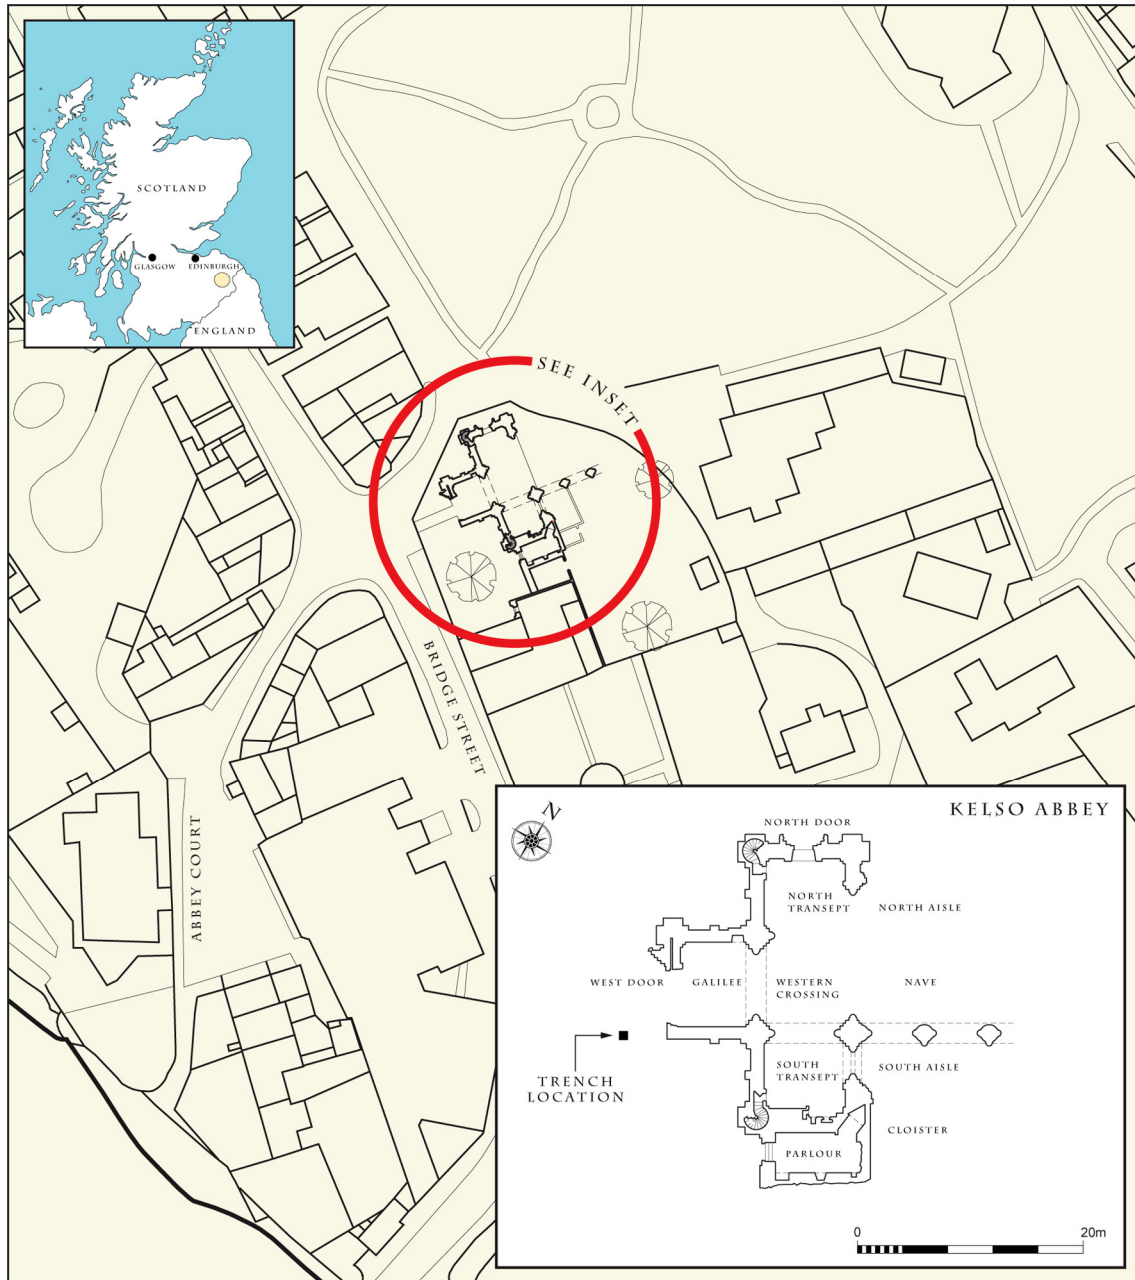 SCOTLAND
GLASGOW
EDINBURGH
ENGLAND
SEE INSET
BRIDGE STREET
ABBEY COURT
KELSO ABBEY
N
NORTH DOOR
NORTH
TRANSEPT
NORTH AISLE
WEST DOOR
GALILEE
WESTERN
CROSSING
NAVE
TRENCH
LOCATION
SOUTH
TRANSEPT
SOUTH AISLE
CLOISTER
PARLOUR
0
20m